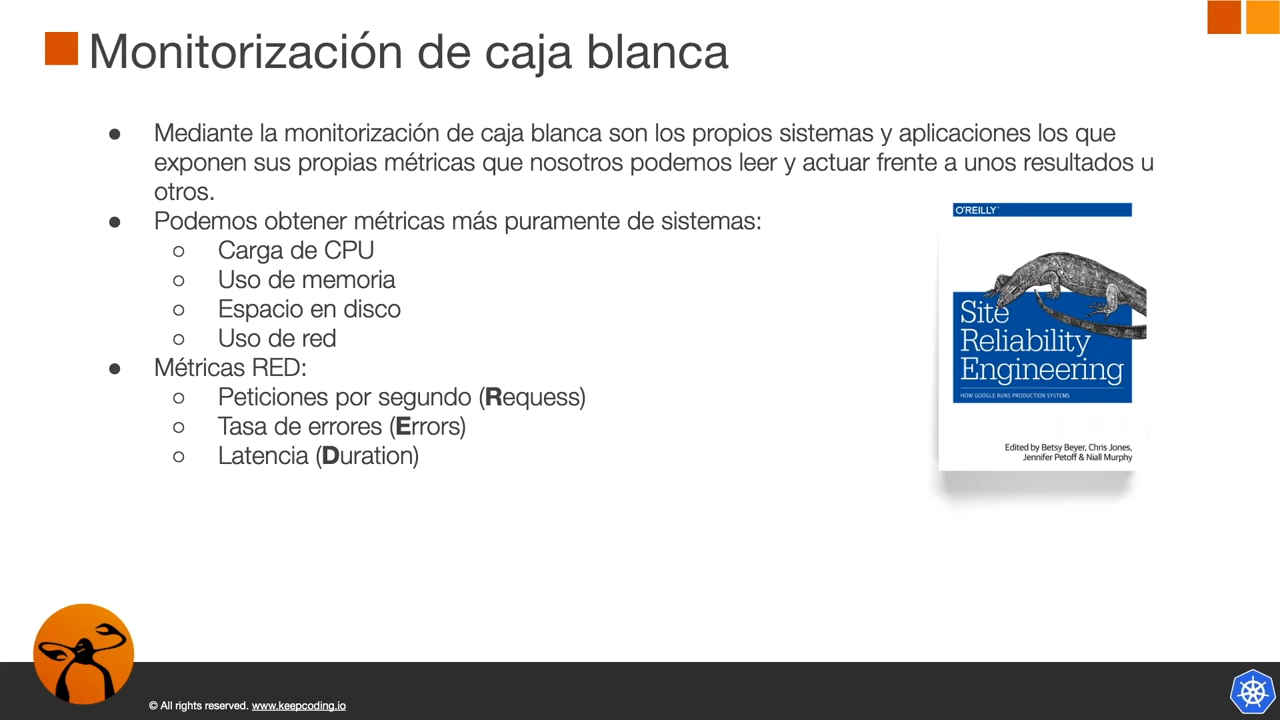 Monitorización de caja blanca
● Mediante la monitorización de caja blanca son los propios sistemas y aplicaciones los que
exponen sus propias métricas que nosotros podemos leer y actuar frente a unos resultados u
otros.
● Podemos obtener métricas más puramente de sistemas:
○ Carga de CPU
○ Uso de memoria
○ Espacio en disco
○ Uso de red
● Métricas RED:
○ Peticiones por segundo (Requess)
○ Tasa de errores (Errors)
○ Latencia (Duration)
O'REILLY
Site
Reliability
Engineering
HOW GOOGLE RUNS PRODUCTION SYSTEMS
Edited by Betsy Beyer, Chris Jones,
Jennifer Petoff & Niall Murphy
© All rights reserved. www.keepcoding.io